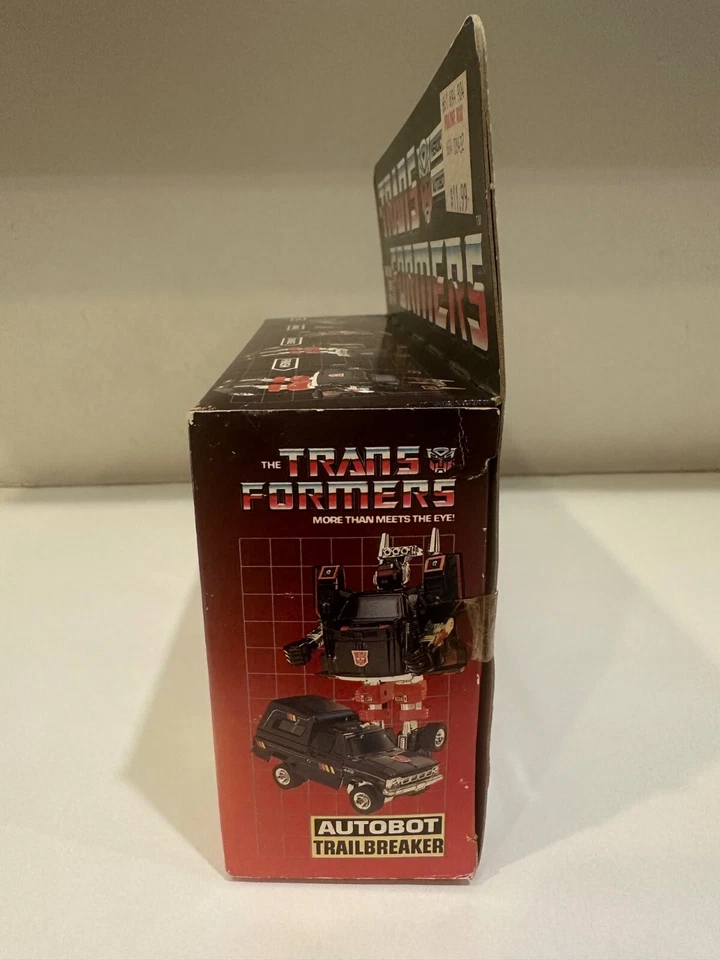 $11.99
TRANS
FORMERS
THE TRANS
FORMERS
MORE THAN MEETS THE EYE!
AUTOBOT
TRAILBREAKER